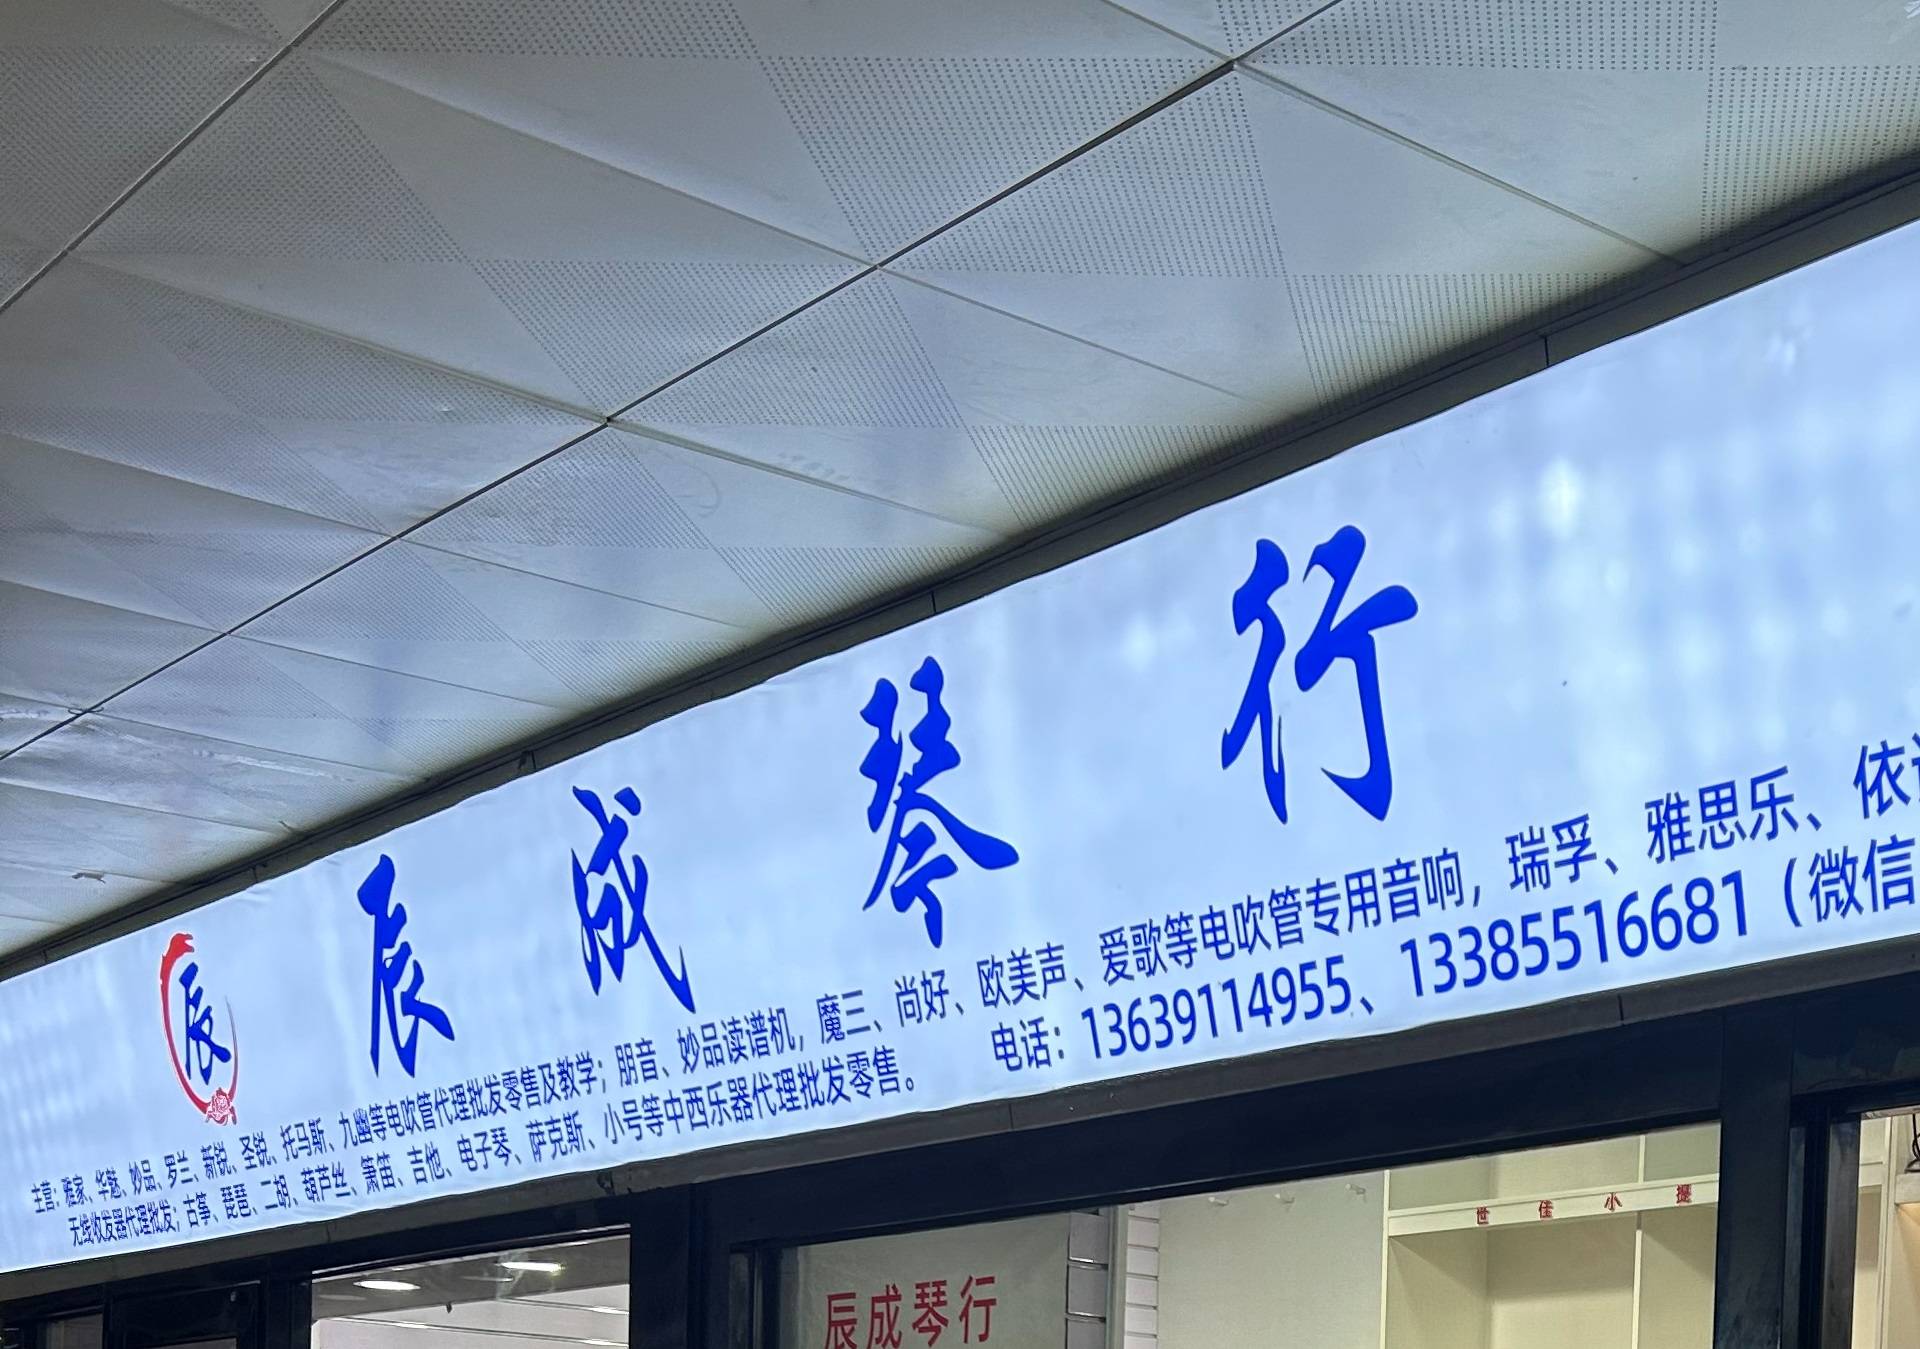 辰
辰成琴行
主营：雅家、华魅、妙品、罗兰、新锐、圣锐、托马斯、九幽等电吹管代理批发零售及教学；朋音、妙品读谱机，魔三、尚好、欧美声、爱歌等电吹管专用音响，瑞孚、雅思乐、依
无线收发器代理批发；古筝、琵琶、二胡、葫芦丝、箫笛、吉他、电子琴、萨克斯、小号等中西乐器代理批发零售。 电话：13639114955、13385516681（微信
世佳小提
辰成琴行